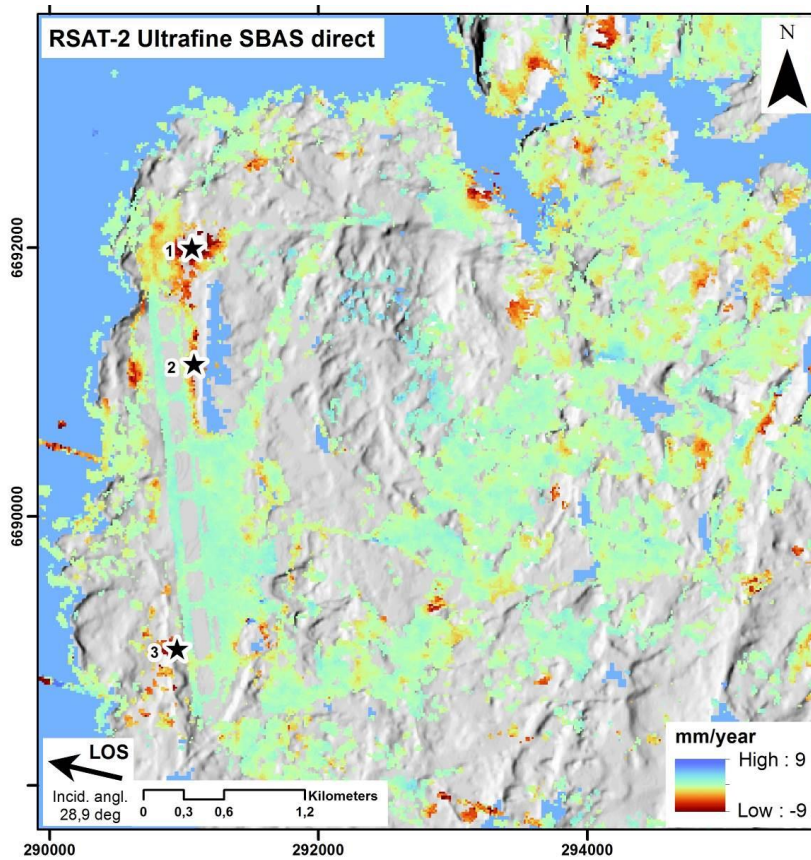 RSAT-2 Ultrafine SBAS direct
N
6692000
1
2
6690000
3
LOS
Incid. angl.
28,9 deg
Kilometers
0 0,3 0,6 1,2
mm/year
High : 9
Low : -9
290000 292000 294000